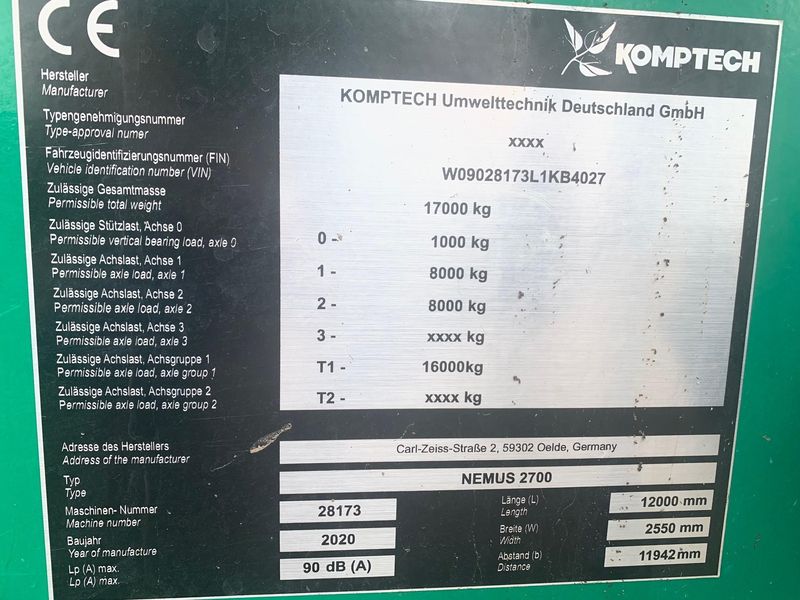 CE
KOMPTECH
Hersteller
Manufacturer
KOMPTECH Umwelttechnik Deutschland GmbH
Typengenehmigungsnummer
Type-approval numer
xxxx
Fahrzeugidentifizierungsnummer (FIN)
Vehicle identification number (VIN)
W09028173L1KB4027
Zulässige Gesamtmasse
Permissible total weight
17000 kg
Zulässige Stützlast, Achse 0
Permissible vertical bearing load, axle 0
0 - 1000 kg
Zulässige Achslast, Achse 1
Permissible axle load, axle 1
1 - 8000 kg
Zulässige Achslast, Achse 2
Permissible axle load, axle 2
2 - 8000 kg
Zulässige Achslast, Achse 3
Permissible axle load, axle 3
3 - xxxx kg
Zulässige Achslast, Achsgruppe 1
Permissible axle load, axle group 1
T1 - 16000kg
Zulässige Achslast, Achsgruppe 2
Permissible axle load, axle group 2
T2 - xxxx kg
Adresse des Herstellers
Address of the manufacturer
Carl-Zeiss-Straße 2, 59302 Oelde, Germany
Typ
Type
NEMUS 2700
Maschinen- Nummer
Machine number
28173
Länge (L)
Length
12000 mm
Baujahr
Year of manufacture
2020
Breite (W)
Width
2550 mm
Lp (A) max.
Lp (A) max.
90 dB (A)
Abstand (b)
Distance
11942 mm